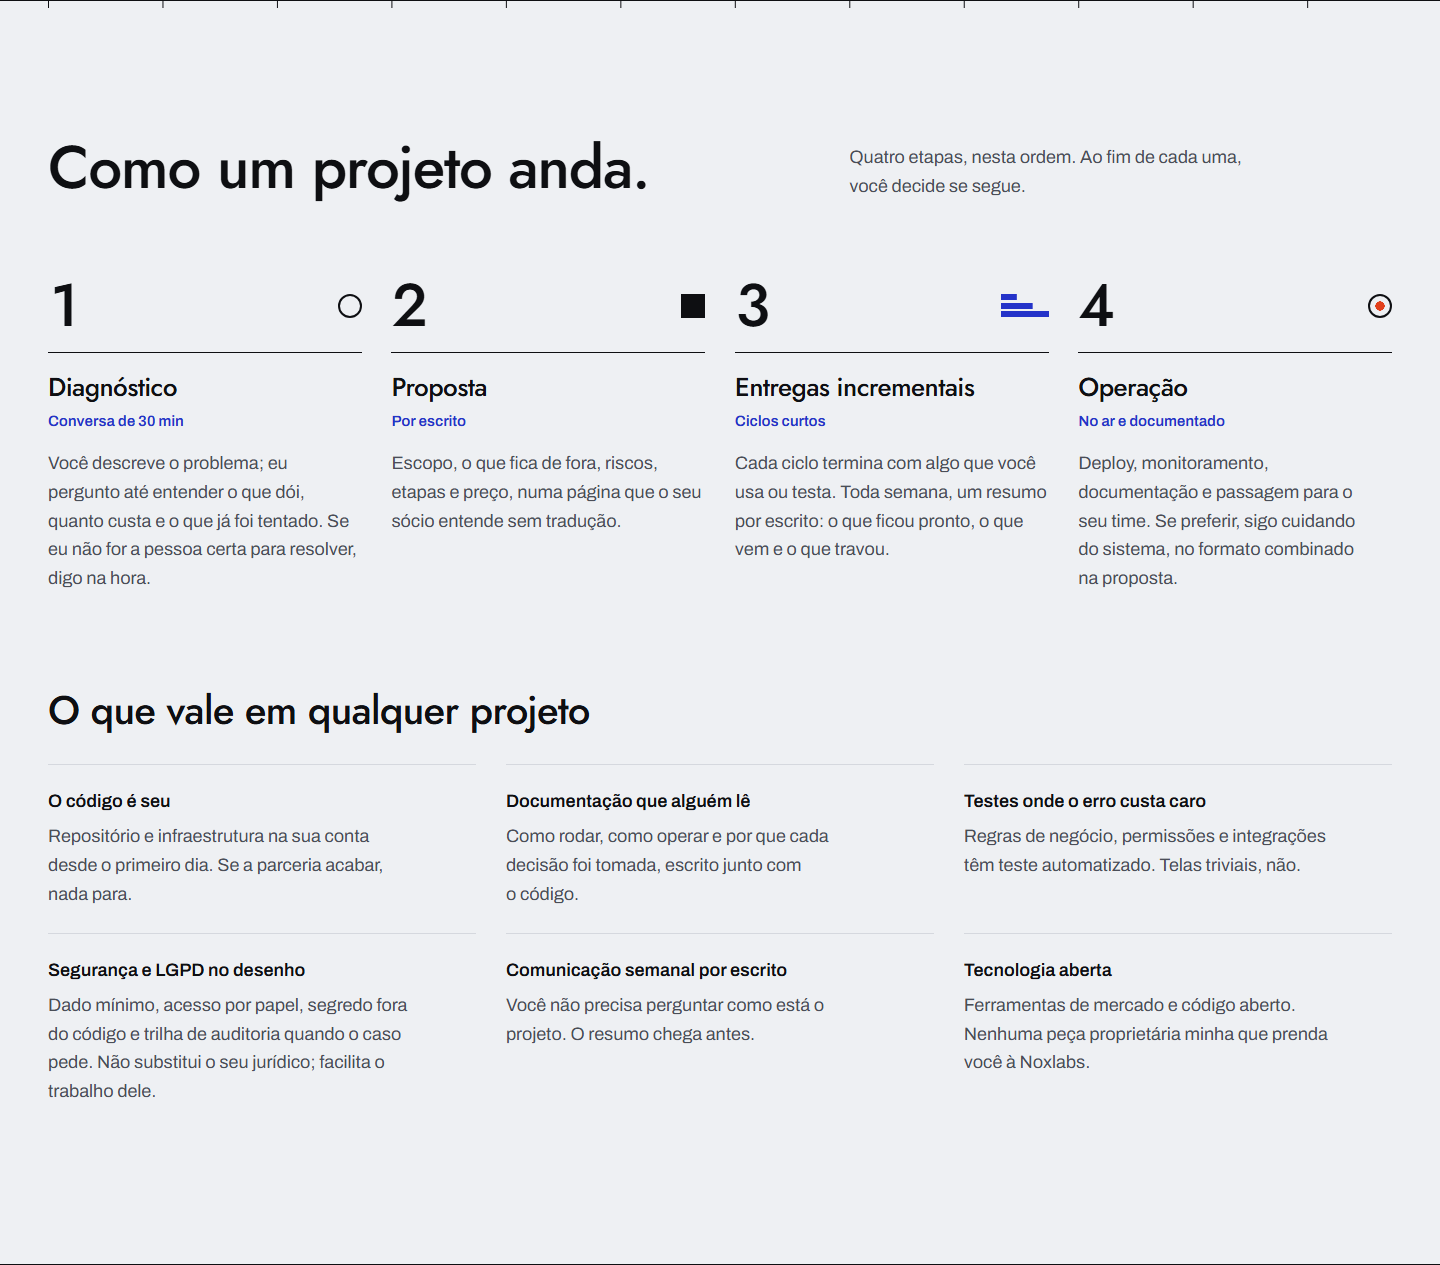 Como um projeto anda.
Quatro etapas, nesta ordem. Ao fim de cada uma,
você decide se segue.
1
Diagnóstico
Conversa de 30 min
Você descreve o problema; eu
pergunto até entender o que dói,
quanto custa e o que já foi tentado. Se
eu não for a pessoa certa para resolver,
digo na hora.
2
Proposta
Por escrito
Escopo, o que fica de fora, riscos,
etapas e preço, numa página que o seu
sócio entende sem tradução.
3
Entregas incrementais
Ciclos curtos
Cada ciclo termina com algo que você
usa ou testa. Toda semana, um resumo
por escrito: o que ficou pronto, o que
vem e o que travou.
4
Operação
No ar e documentado
Deploy, monitoramento,
documentação e passagem para o
seu time. Se preferir, sigo cuidando
do sistema, no formato combinado
na proposta.
O que vale em qualquer projeto
O código é seu
Repositório e infraestrutura na sua conta
desde o primeiro dia. Se a parceria acabar,
nada para.
Documentação que alguém lê
Como rodar, como operar e por que cada
decisão foi tomada, escrito junto com
o código.
Testes onde o erro custa caro
Regras de negócio, permissões e integrações
têm teste automatizado. Telas triviais, não.
Segurança e LGPD no desenho
Dado mínimo, acesso por papel, segredo fora
do código e trilha de auditoria quando o caso
pede. Não substitui o seu jurídico; facilita o
trabalho dele.
Comunicação semanal por escrito
Você não precisa perguntar como está o
projeto. O resumo chega antes.
Tecnologia aberta
Ferramentas de mercado e código aberto.
Nenhuma peça proprietária minha que prenda
você à Noxlabs.